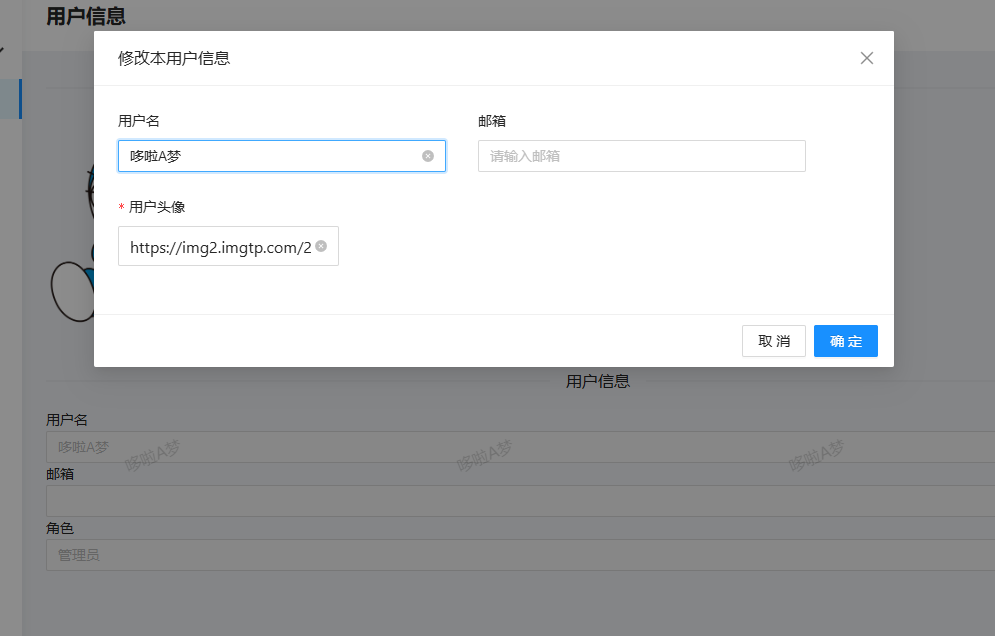 用户信息
修改本用户信息
用户名
邮箱
哆啦A梦
请输入邮箱
* 用户头像
https://img2.imgtp.com/2
取 消
确 定
用户信息
用户名
哆啦A梦
哆啦A梦
哆啦A梦
哆啦A梦
邮箱
角色
管理员